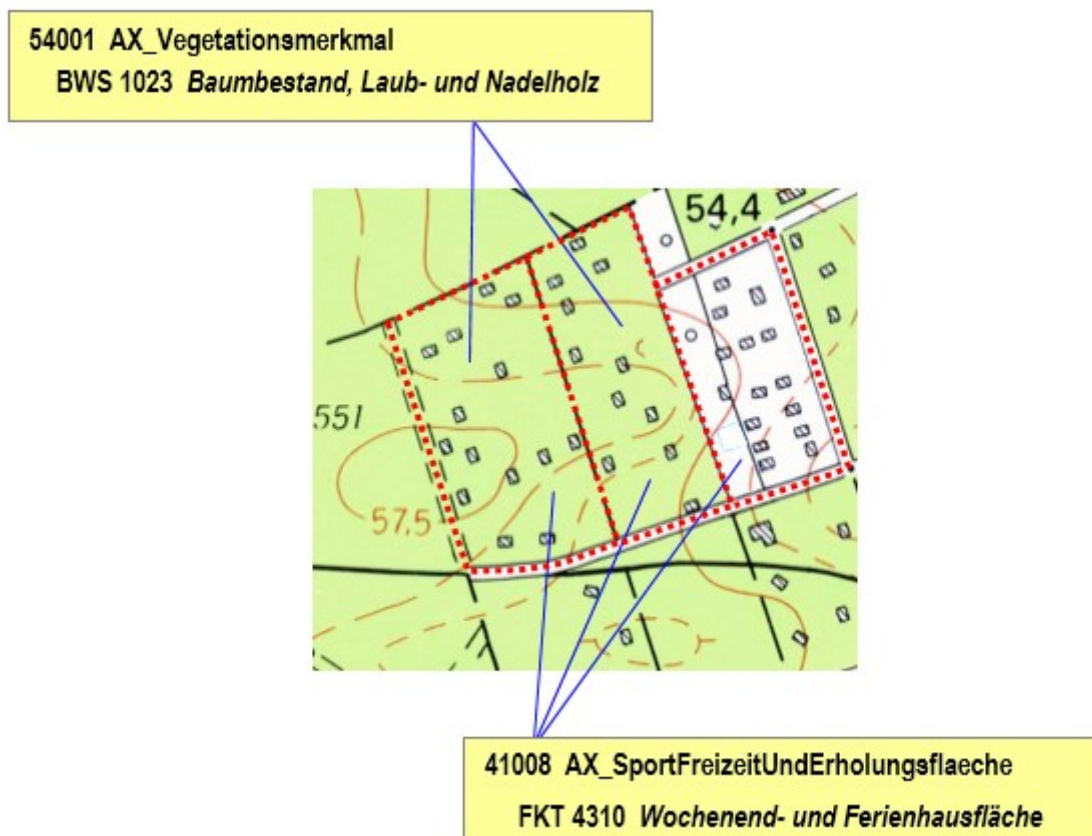 54001 AX_Vegetationsmerkmal
BWS 1023 Baumbestand, Laub- und Nadelholz
54,4
551
57,5
41008 AX_SportFreizeitUndErholungsflaeche
FKT 4310 Wochenend- und Ferienhausfläche